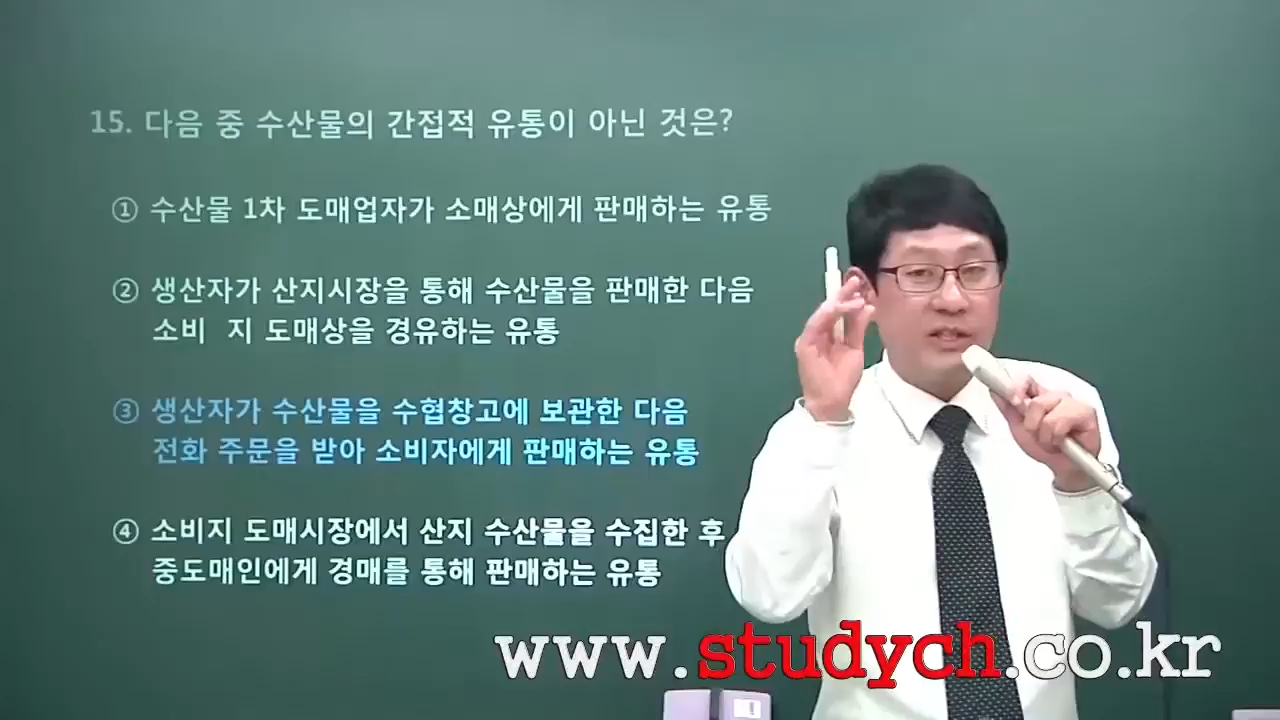 15. 다음 중 수산물의 간접적 유통이 아닌 것은?
① 수산물 1차 도매업자가 소매상에게 판매하는 유통
② 생산자가 산지시장을 통해 수산물을 판매한 다음
소비 지 도매상을 경유하는 유통
③ 생산자가 수산물을 수협창고에 보관한 다음
전화 주문을 받아 소비자에게 판매하는 유통
④ 소비지 도매시장에서 산지 수산물을 수집한 후
중도매인에게 경매를 통해 판매하는 유통
www.studych.co.kr